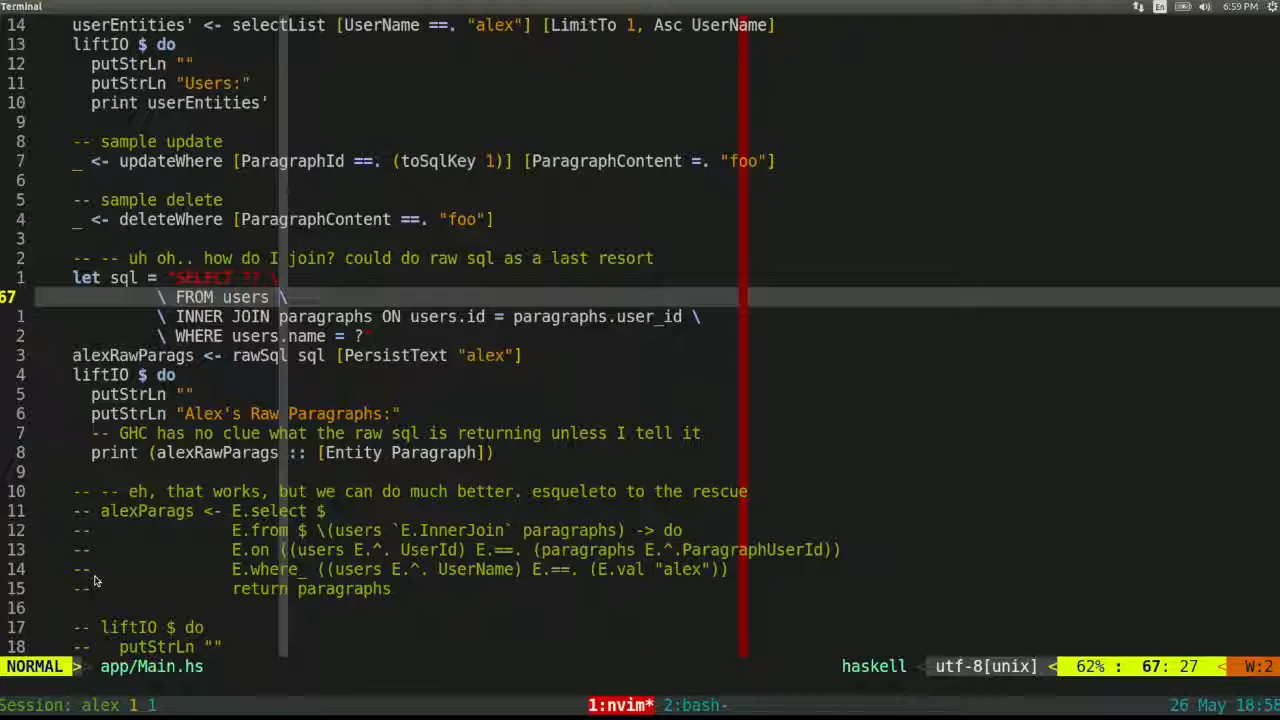 Terminal En 6:59 PM
14 userEntities' <- selectList [UserName ==. "alex"] [LimitTo 1, Asc UserName]
13 liftIO $ do
12 putStrLn ""
11 putStrLn "Users:"
10 print userEntities'
9
8 -- sample update
7 _ <- updateWhere [ParagraphId ==. (toSqlKey 1)] [ParagraphContent =. "foo"]
6
5 -- sample delete
4 _ <- deleteWhere [ParagraphContent ==. "foo"]
3
2 -- -- uh oh.. how do I join? could do raw sql as a last resort
1 let sql = "SELECT ?? \
67 \ FROM users \
1 \ INNER JOIN paragraphs ON users.id = paragraphs.user_id \
2 \ WHERE users.name = ?"
3 alexRawParags <- rawSql sql [PersistText "alex"]
4 liftIO $ do
5 putStrLn ""
6 putStrLn "Alex's Raw Paragraphs:"
7 -- GHC has no clue what the raw sql is returning unless I tell it
8 print (alexRawParags :: [Entity Paragraph])
9
10 -- -- eh, that works, but we can do much better. esqueleto to the rescue
11 -- alexParags <- E.select $
12 -- E.from $ \(users `E.InnerJoin` paragraphs) -> do
13 -- E.on ((users E.^. UserId) E.==. (paragraphs E.^.ParagraphUserId))
14 -- E.where_ ((users E.^. UserName) E.==. (E.val "alex"))
15 -- return paragraphs
16
17 -- liftIO $ do
18 -- putStrLn ""
NORMAL > app/Main.hs haskell < utf-8[unix] < 62% : 67: 27 < W:2
Session: alex 1 1 1:nvim* 2:bash- 26 May 18:58